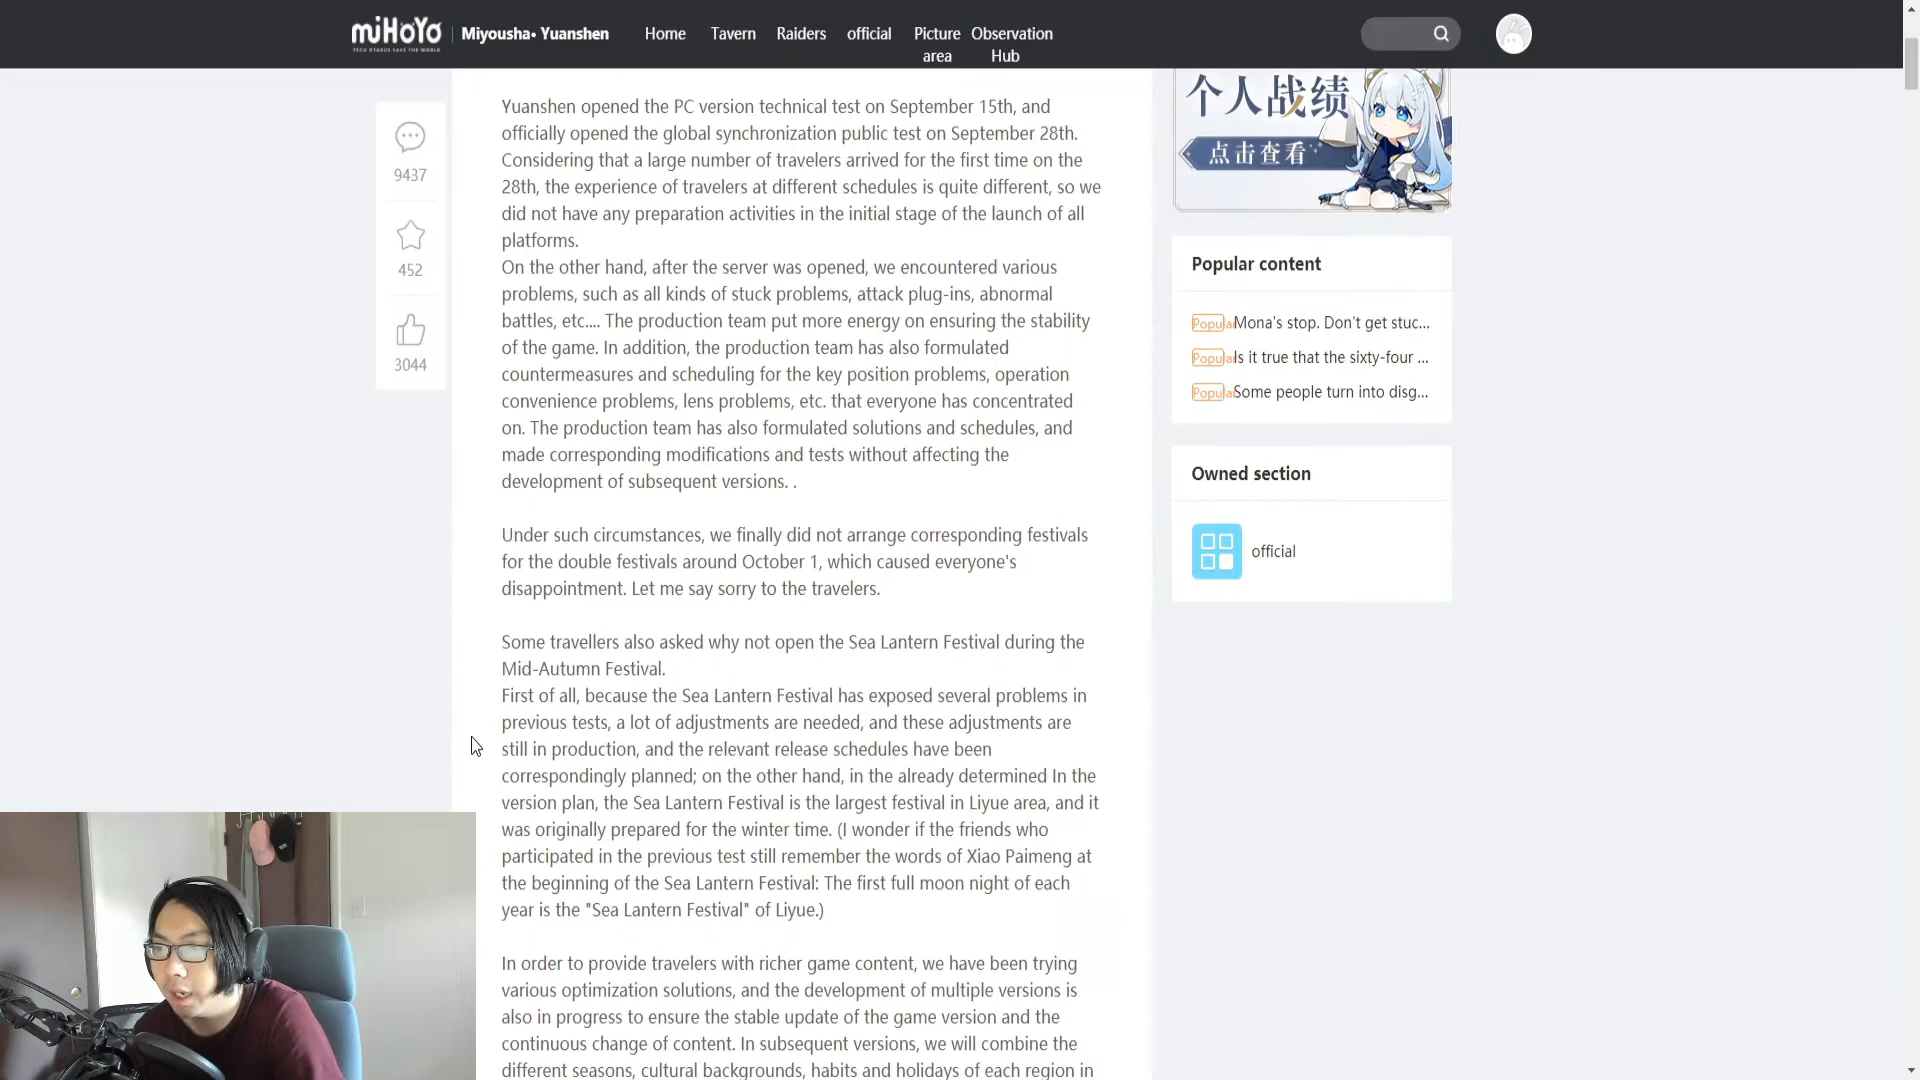 miHoYo
TECH OTAKUS SAVE THE WORLD
Miyousha• Yuanshen
Home
Tavern
Raiders
official
Picture area
Observation Hub
9437
452
3044
Yuanshen opened the PC version technical test on September 15th, and
officially opened the global synchronization public test on September 28th.
Considering that a large number of travelers arrived for the first time on the
28th, the experience of travelers at different schedules is quite different, so we
did not have any preparation activities in the initial stage of the launch of all
platforms.
On the other hand, after the server was opened, we encountered various
problems, such as all kinds of stuck problems, attack plug-ins, abnormal
battles, etc.... The production team put more energy on ensuring the stability
of the game. In addition, the production team has also formulated
countermeasures and scheduling for the key position problems, operation
convenience problems, lens problems, etc. that everyone has concentrated
on. The production team has also formulated solutions and schedules, and
made corresponding modifications and tests without affecting the
development of subsequent versions. .
Under such circumstances, we finally did not arrange corresponding festivals
for the double festivals around October 1, which caused everyone's
disappointment. Let me say sorry to the travelers.
Some travellers also asked why not open the Sea Lantern Festival during the
Mid-Autumn Festival.
First of all, because the Sea Lantern Festival has exposed several problems in
previous tests, a lot of adjustments are needed, and these adjustments are
still in production, and the relevant release schedules have been
correspondingly planned; on the other hand, in the already determined In the
version plan, the Sea Lantern Festival is the largest festival in Liyue area, and it
was originally prepared for the winter time. (I wonder if the friends who
participated in the previous test still remember the words of Xiao Paimeng at
the beginning of the Sea Lantern Festival: The first full moon night of each
year is the "Sea Lantern Festival" of Liyue.)
In order to provide travelers with richer game content, we have been trying
various optimization solutions, and the development of multiple versions is
also in progress to ensure the stable update of the game version and the
continuous change of content. In subsequent versions, we will combine the
different seasons, cultural backgrounds, habits and holidays of each region in
个人战绩
点击查看
Popular content
Popular Mona's stop. Don't get stuc...
Popular Is it true that the sixty-four ...
Popular Some people turn into disg...
Owned section
official